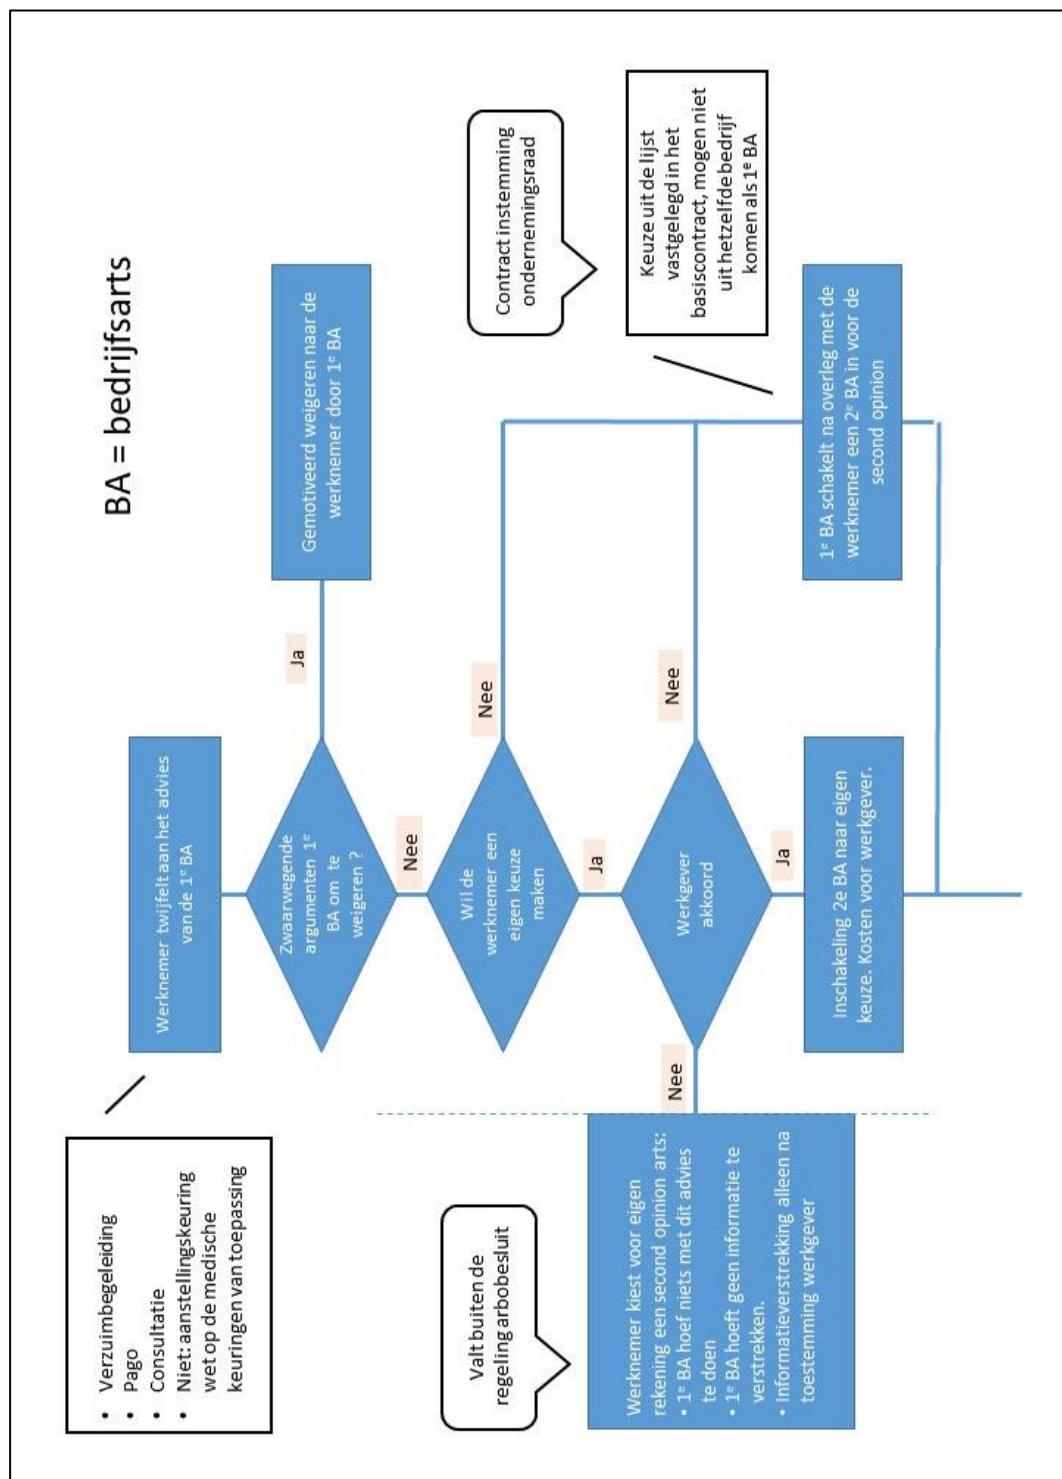 BA = bedrijfsarts
• Verzuimbegeleiding
• Pago
• Consultatie
• Niet: aanstellingskeuring
wet op de medische
keuringen van toepassing
Werknemer twijfelt aan het advies
van de 1e BA
Zwaarwegende
argumenten 1e
BA om te
weigeren ?
Ja
Gemotiveerd weigeren naar de
werknemer door 1e BA
Nee
Wil de
werknemer een
eigen keuze
maken
Nee
Contract instemming
ondernemingsraad
Ja
Valt buiten de
regeling arbobesluit
Werknemer kiest voor eigen
rekening een second opinion arts:
• 1e BA hoef niets met dit advies
te doen
• 1e BA hoeft geen informatie te
verstrekken.
• Informatieverstrekking alleen na
toestemming werkgever
Nee
Werkgever
akkoord
Nee
Keuze uit de lijst
vastgelegd in het
basiscontract, mogen niet
uit hetzelfde bedrijf
komen als 1e BA
Ja
Inschakeling 2e BA naar eigen
keuze. Kosten voor werkgever.
1e BA schakelt na overleg met de
werknemer een 2e BA in voor de
second opinion